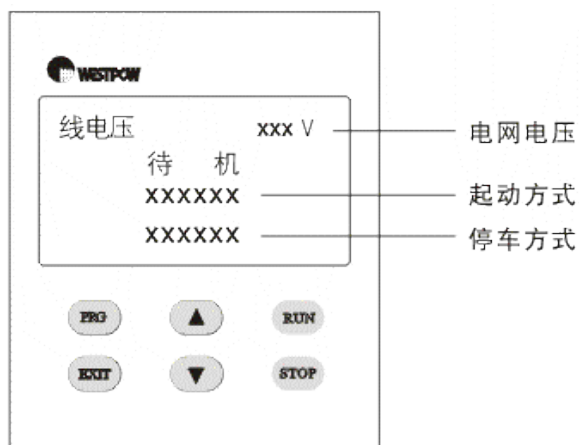 WESTPOW
线电压 xxx V 电网电压
待 机
xxxxxx 起动方式
xxxxxx 停车方式
PRG ▲ RUN
EXIT ▼ STOP